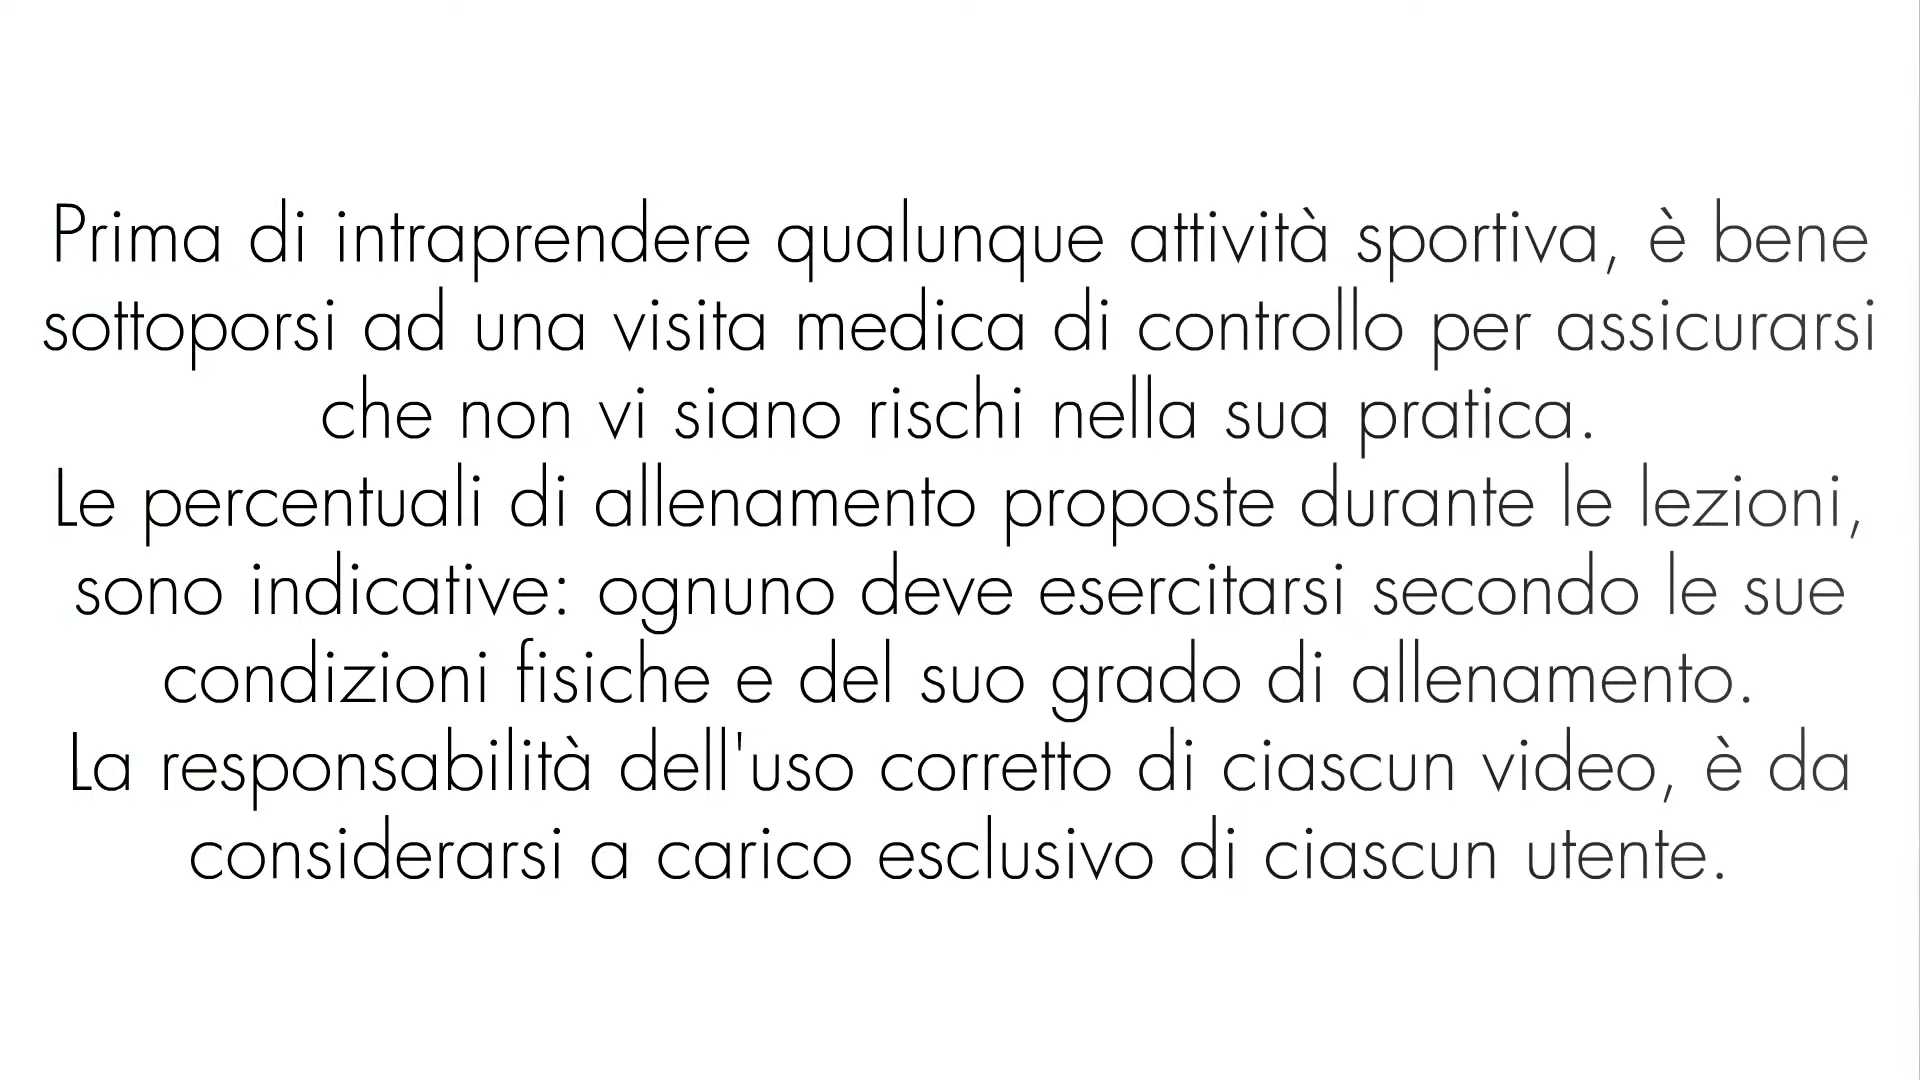 Prima di intraprendere qualunque attività sportiva, è bene
sottoporsi ad una visita medica di controllo per assicurarsi
che non vi siano rischi nella sua pratica.
Le percentuali di allenamento proposte durante le lezioni,
sono indicative: ognuno deve esercitarsi secondo le sue
condizioni fisiche e del suo grado di allenamento.
La responsabilità dell'uso corretto di ciascun video, è da
considerarsi a carico esclusivo di ciascun utente.